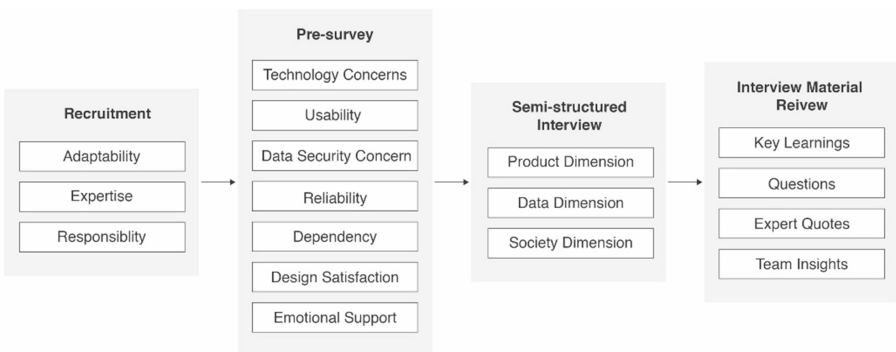 Recruitment
Adaptability
Expertise
Responsiblity
Pre-survey
Technology Concerns
Usability
Data Security Concern
Reliability
Dependency
Design Satisfaction
Emotional Support
Semi-structured
Interview
Product Dimension
Data Dimension
Society Dimension
Interview Material
Reivew
Key Learnings
Questions
Expert Quotes
Team Insights